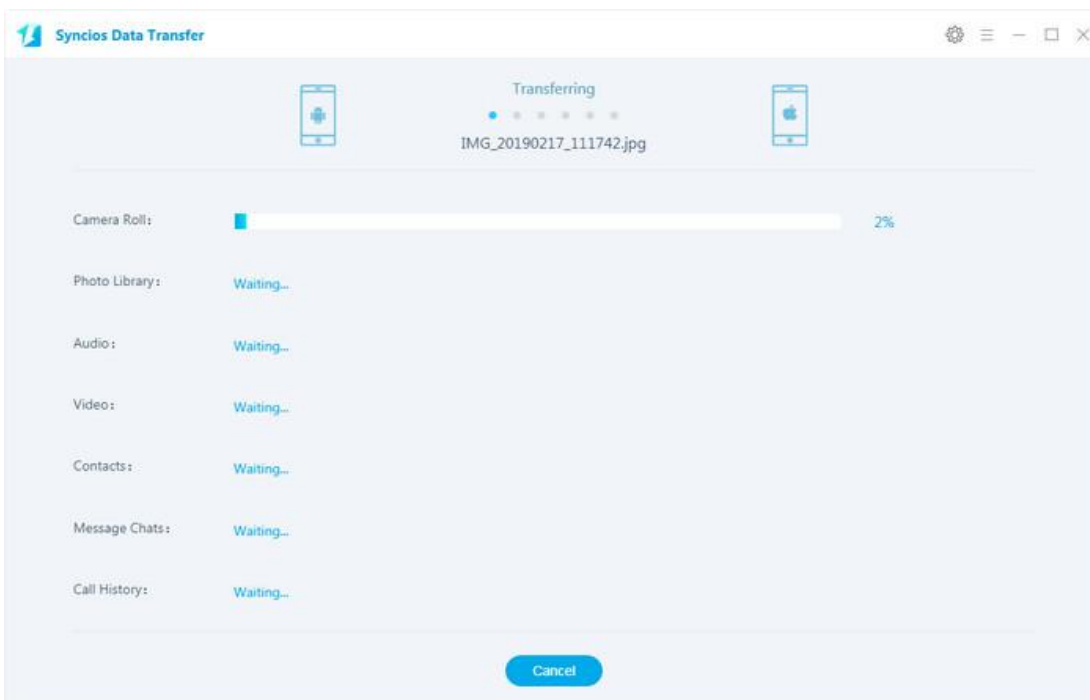 Syncios Data Transfer
Transferring
IMG_20190217_111742.jpg
Camera Roll: 2%
Photo Library: Waiting...
Audio: Waiting...
Video: Waiting...
Contacts: Waiting...
Message Chats: Waiting...
Call History: Waiting...
Cancel